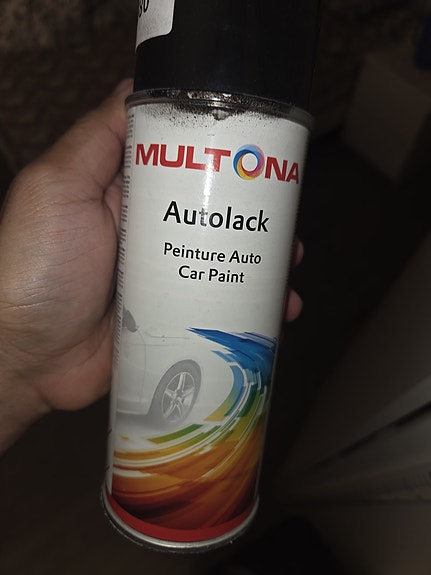 MULTONA
Autolack
Peinture Auto
Car Paint